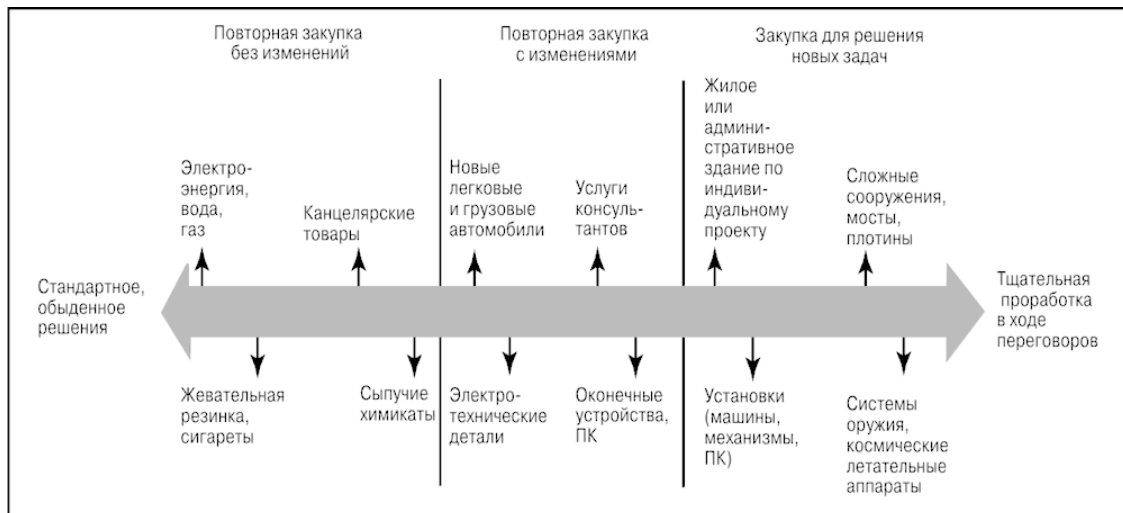 Повторная закупка
без изменений
Повторная закупка
с изменениями
Закупка для решения
новых задач
Электро-
энергия,
вода,
газ
Канцелярские
товары
Новые
легковые
и грузовые
автомобили
Услуги
консуль-
тантов
Жилое
или
админи-
стративное
здание по
индиви-
дуальному
проекту
Сложные
сооружения,
мосты,
плотины
Стандартное,
обыденное
решения
Тщательная
проработка
в ходе
переговоров
Жевательная
резинка,
сигареты
Сыпучие
химикаты
Электро-
технические
детали
Оконечные
устройства,
ПК
Установки
(машины,
механизмы,
ПК)
Системы
оружия,
космические
летательные
аппараты